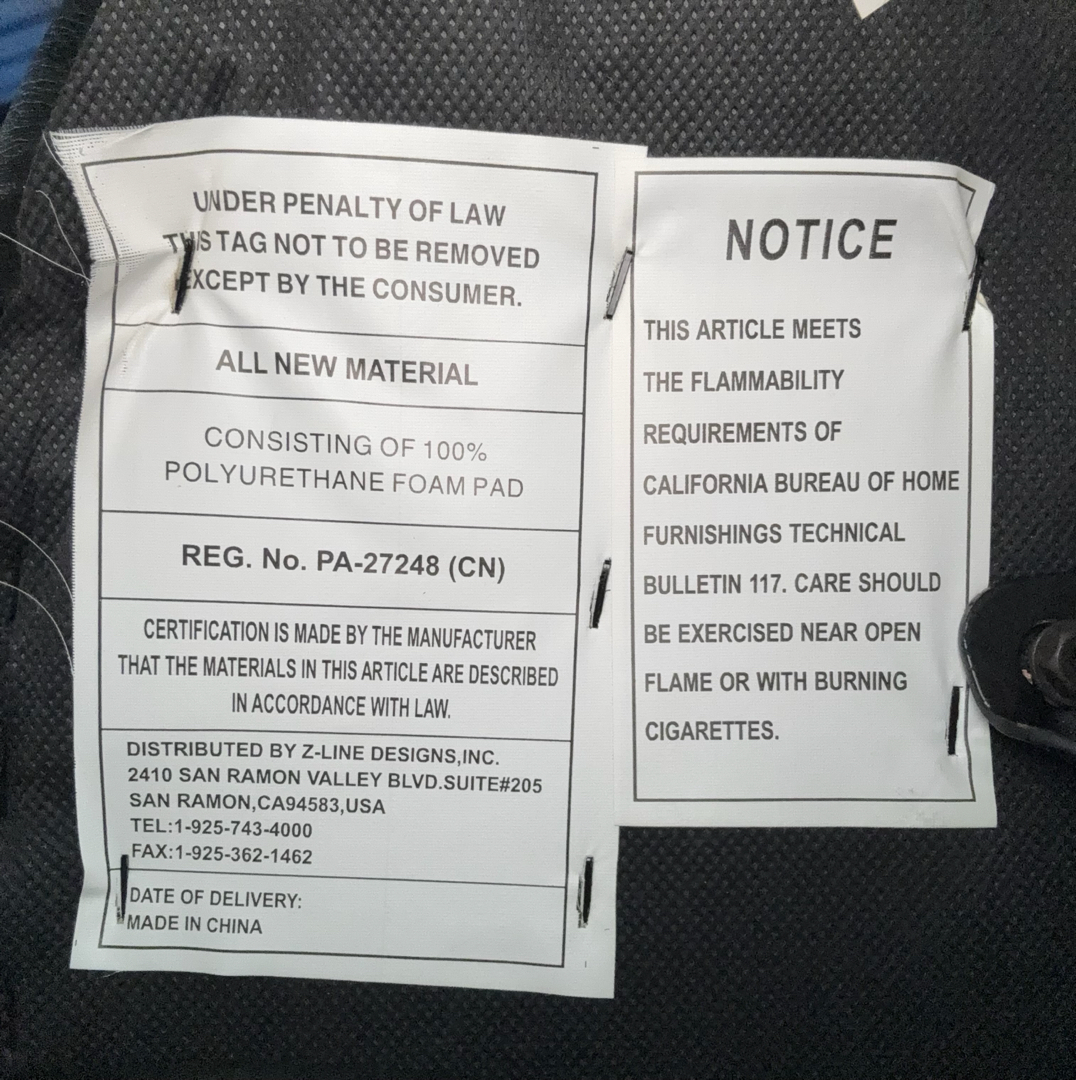 UNDER PENALTY OF LAW
THIS TAG NOT TO BE REMOVED
EXCEPT BY THE CONSUMER.
ALL NEW MATERIAL
CONSISTING OF 100%
POLYURETHANE FOAM PAD
REG. No. PA-27248 (CN)
CERTIFICATION IS MADE BY THE MANUFACTURER
THAT THE MATERIALS IN THIS ARTICLE ARE DESCRIBED
IN ACCORDANCE WITH LAW.
DISTRIBUTED BY Z-LINE DESIGNS,INC.
2410 SAN RAMON VALLEY BLVD.SUITE#205
SAN RAMON,CA94583,USA
TEL:1-925-743-4000
FAX:1-925-362-1462
DATE OF DELIVERY:
MADE IN CHINA
NOTICE
THIS ARTICLE MEETS
THE FLAMMABILITY
REQUIREMENTS OF
CALIFORNIA BUREAU OF HOME
FURNISHINGS TECHNICAL
BULLETIN 117. CARE SHOULD
BE EXERCISED NEAR OPEN
FLAME OR WITH BURNING
CIGARETTES.